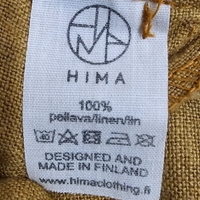 HIMA
100%
pellava/linen/lin
DESIGNED AND
MADE IN FINLAND
www.himaclothing.fi